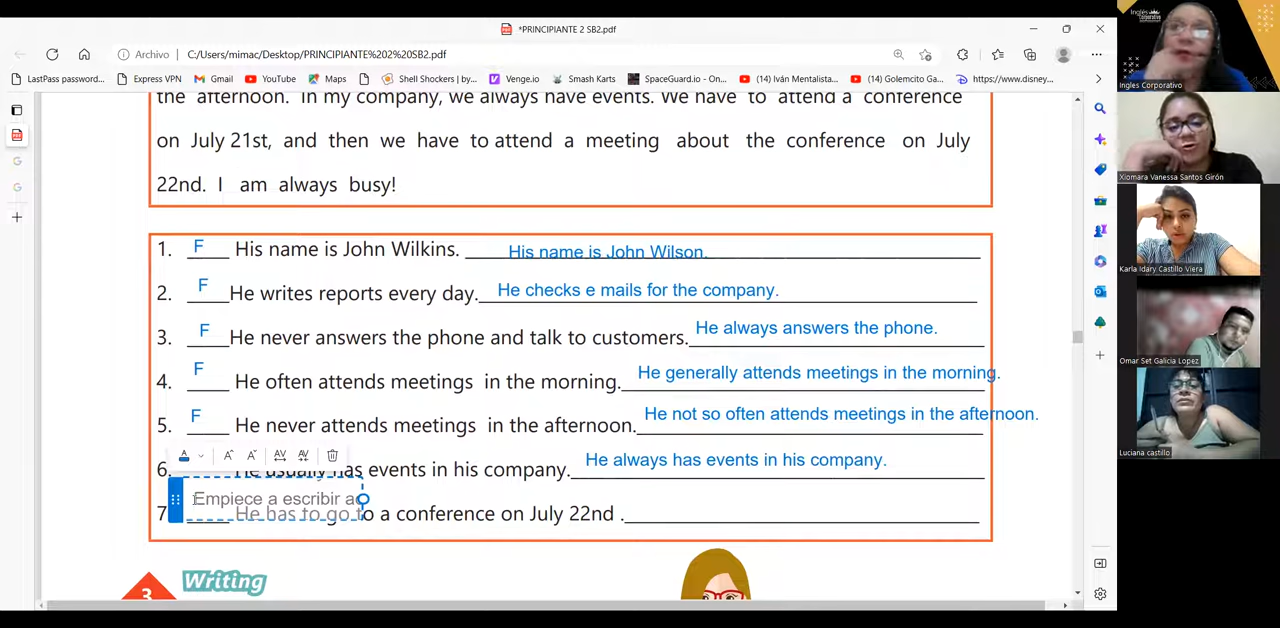 *PRINCIPIANTE 2 SB2.pdf
Archivo C:/Users/mimac/Desktop/PRINCIPIANTE%202%20SB2.pdf
LastPass password... Express VPN Gmail YouTube Maps Shell Shockers | by... Venge.io Smash Karts SpaceGuard.io - On... (14) Iván Mentalista... (14) Golemcito Ga... https://www.disney...
the afternoon. In my company, we always have events. We have to attend a conference
on July 21st, and then we have to attend a meeting about the conference on July
22nd. I am always busy!
1. F His name is John Wilkins. His name is John Wilson.
2. F He writes reports every day. He checks e mails for the company.
3. F He never answers the phone and talk to customers. He always answers the phone.
4. F He often attends meetings in the morning. He generally attends meetings in the morning.
5. F He never attends meetings in the afternoon. He not so often attends meetings in the afternoon.
6. He usually has events in his company. He always has events in his company.
Empiece a escribir ac
7. He has to go to a conference on July 22nd .
3 Writing
Inglés
Corporativo
Ingles Corporativo
Xiomara Vanessa Santos Girón
Karla Idary Castillo Viera
Omar Set Galicia Lopez
Luciana castillo